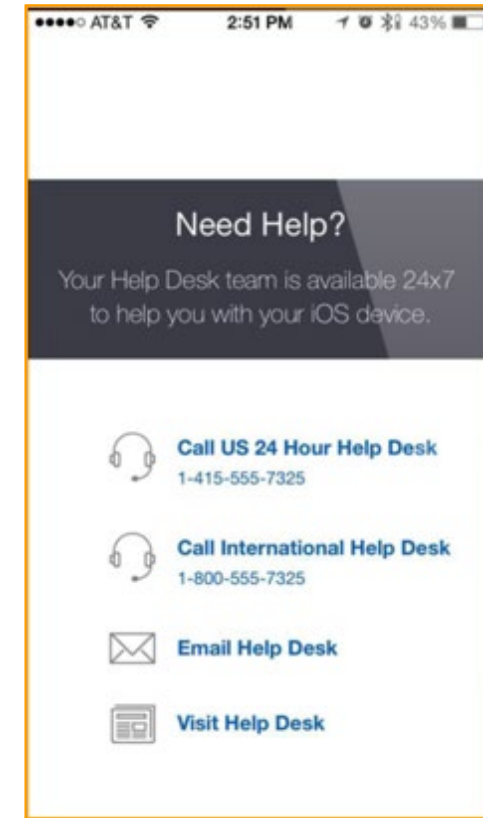 AT&T 2:51 PM 43%
Need Help?
Your Help Desk team is available 24x7
to help you with your iOS device.
Call US 24 Hour Help Desk
1-415-555-7325
Call International Help Desk
1-800-555-7325
Email Help Desk
Visit Help Desk